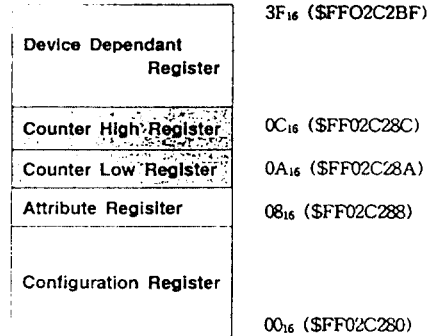 3F₁₆ ($FF02C2BF)
Device Dependant
Register
Counter High Register 0C₁₆ ($FF02C28C)
Counter Low Register 0A₁₆ ($FF02C28A)
Attribute Regisiter 08₁₆ ($FF02C288)
Configuration Register
00₁₆ ($FF02C280)